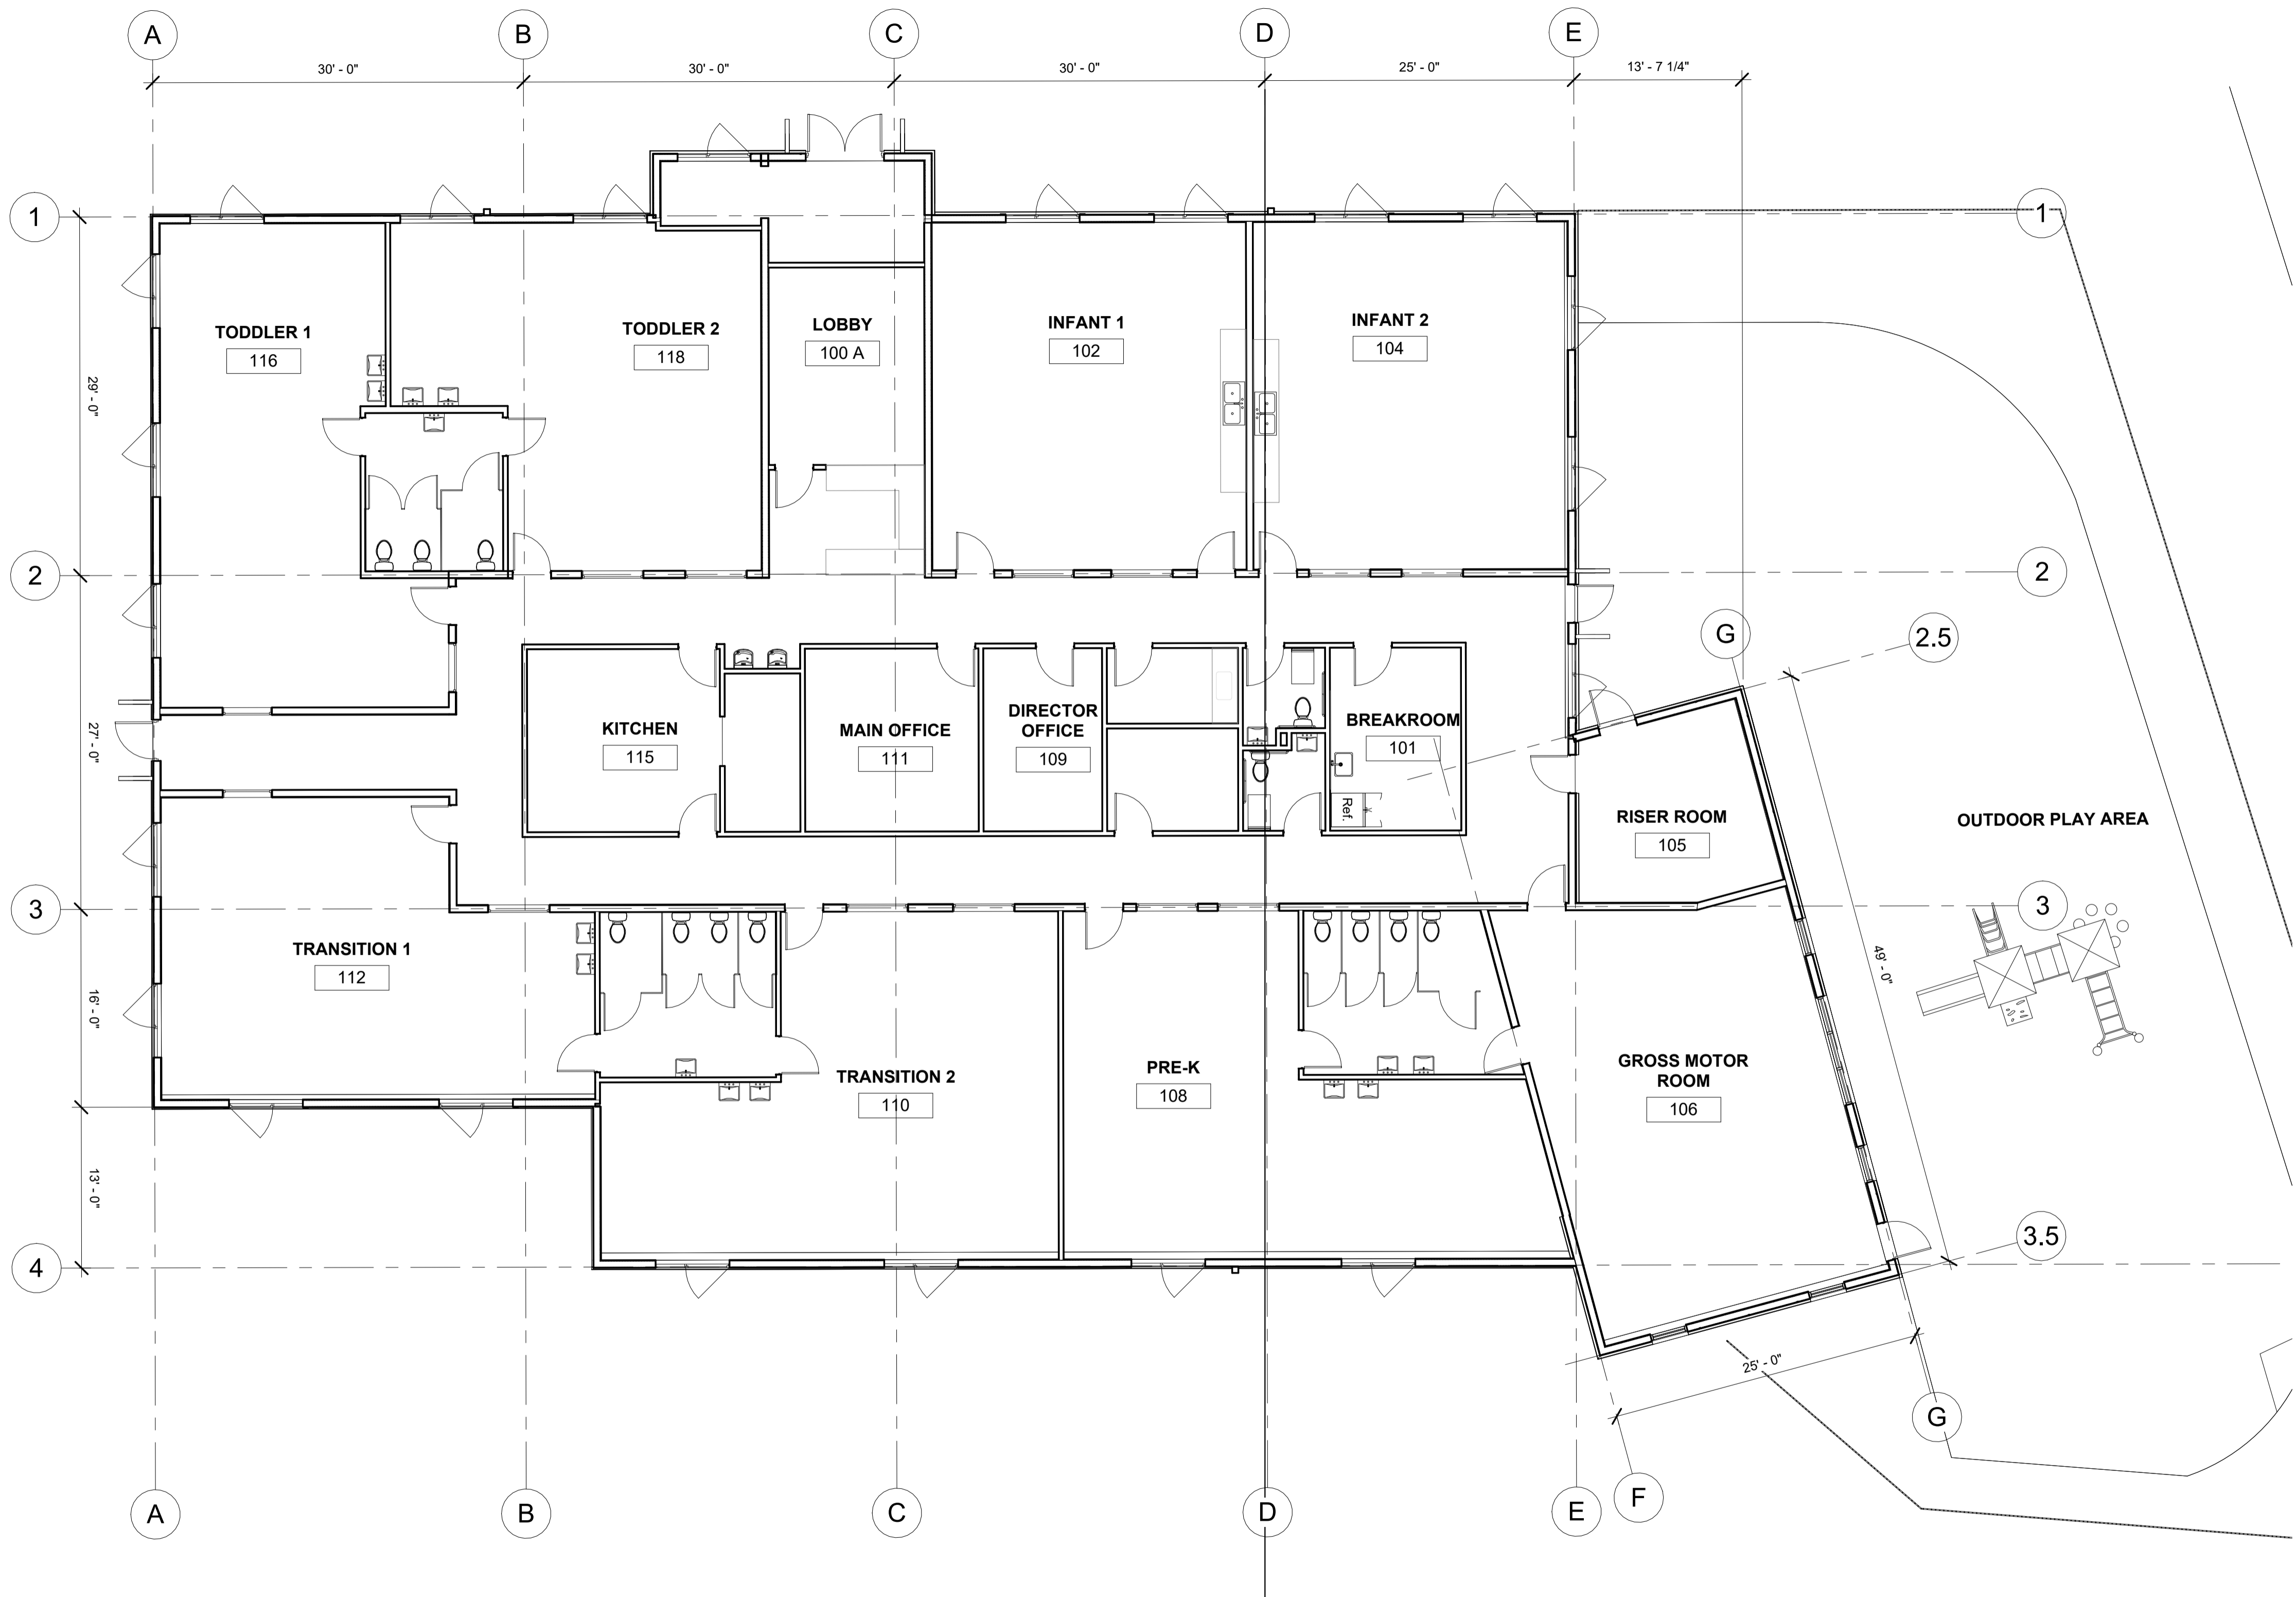 A
B
C
D
E
30' - 0"
30' - 0"
30' - 0"
25' - 0"
13' - 7 1/4"
1
1
TODDLER 1
116
TODDLER 2
118
LOBBY
100 A
INFANT 1
102
INFANT 2
104
29' - 0"
2
2
G
2.5
27' - 0"
KITCHEN
115
MAIN OFFICE
111
DIRECTOR
OFFICE
109
BREAKROOM
101
Ref.
RISER ROOM
105
OUTDOOR PLAY AREA
3
3
TRANSITION 1
112
16' - 0"
49' - 0"
TRANSITION 2
110
PRE-K
108
GROSS MOTOR
ROOM
106
13' - 0"
4
3.5
25' - 0"
G
A
B
C
D
E
F